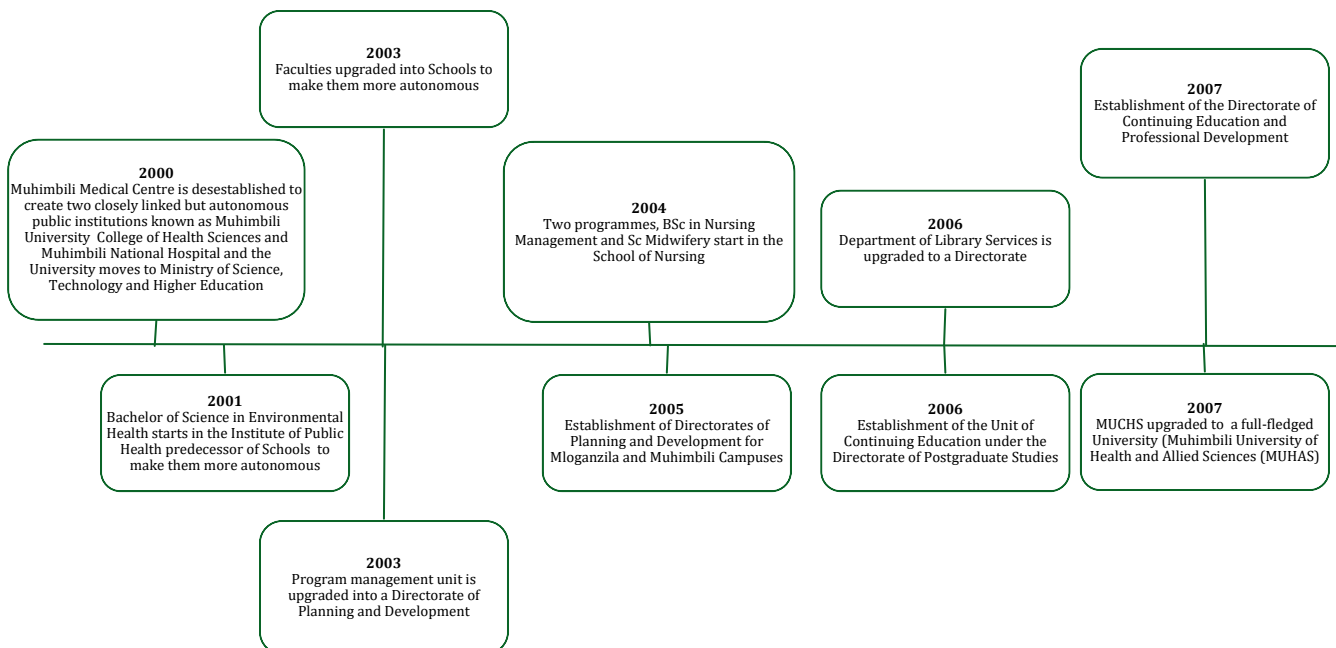 2000
Muhimbili Medical Centre is desestablished to
create two closely linked but autonomous
public institutions known as Muhimbili
University College of Health Sciences and
Muhimbili National Hospital and the
University moves to Ministry of Science,
Technology and Higher Education
2001
Bachelor of Science in Environmental
Health starts in the Institute of Public
Health predecessor of Schools to
make them more autonomous
2003
Faculties upgraded into Schools to
make them more autonomous
2003
Program management unit is
upgraded into a Directorate of
Planning and Development
2004
Two programmes, BSc in Nursing
Management and Sc Midwifery start in the
School of Nursing
2005
Establishment of Directorates of
Planning and Development for
Mloganzila and Muhimbili Campuses
2006
Department of Library Services is
upgraded to a Directorate
2006
Establishment of the Unit of
Continuing Education under the
Directorate of Postgraduate Studies
2007
Establishment of the Directorate of
Continuing Education and
Professional Development
2007
MUCHS upgraded to a full-fledged
University (Muhimbili University of
Health and Allied Sciences (MUHAS)